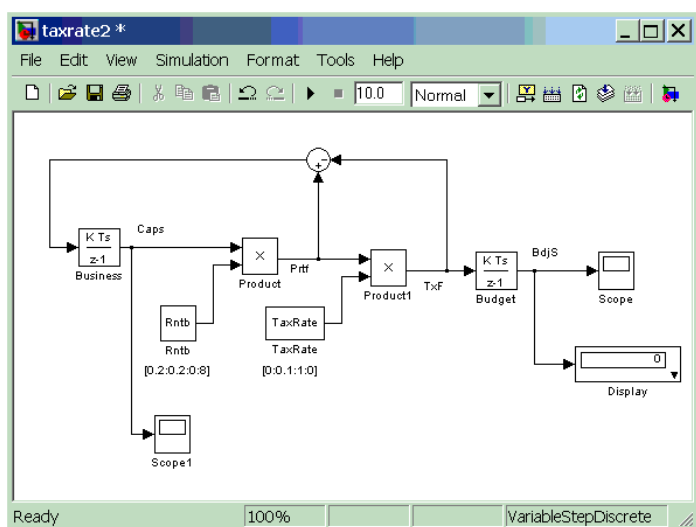 taxrate2 *
File Edit View Simulation Format Tools Help
10.0 Normal
+ -
Caps
K Ts
z-1
Business
×
Product
Prtf
×
Product1
TxF
K Ts
z-1
Budget
BdjS
Scope
Rntb
Rntb
[0.2:0.2:0:8]
TaxRate
TaxRate
[0:0.1:1:0]
0
Display
Scope1
Ready 100% VariableStepDiscrete